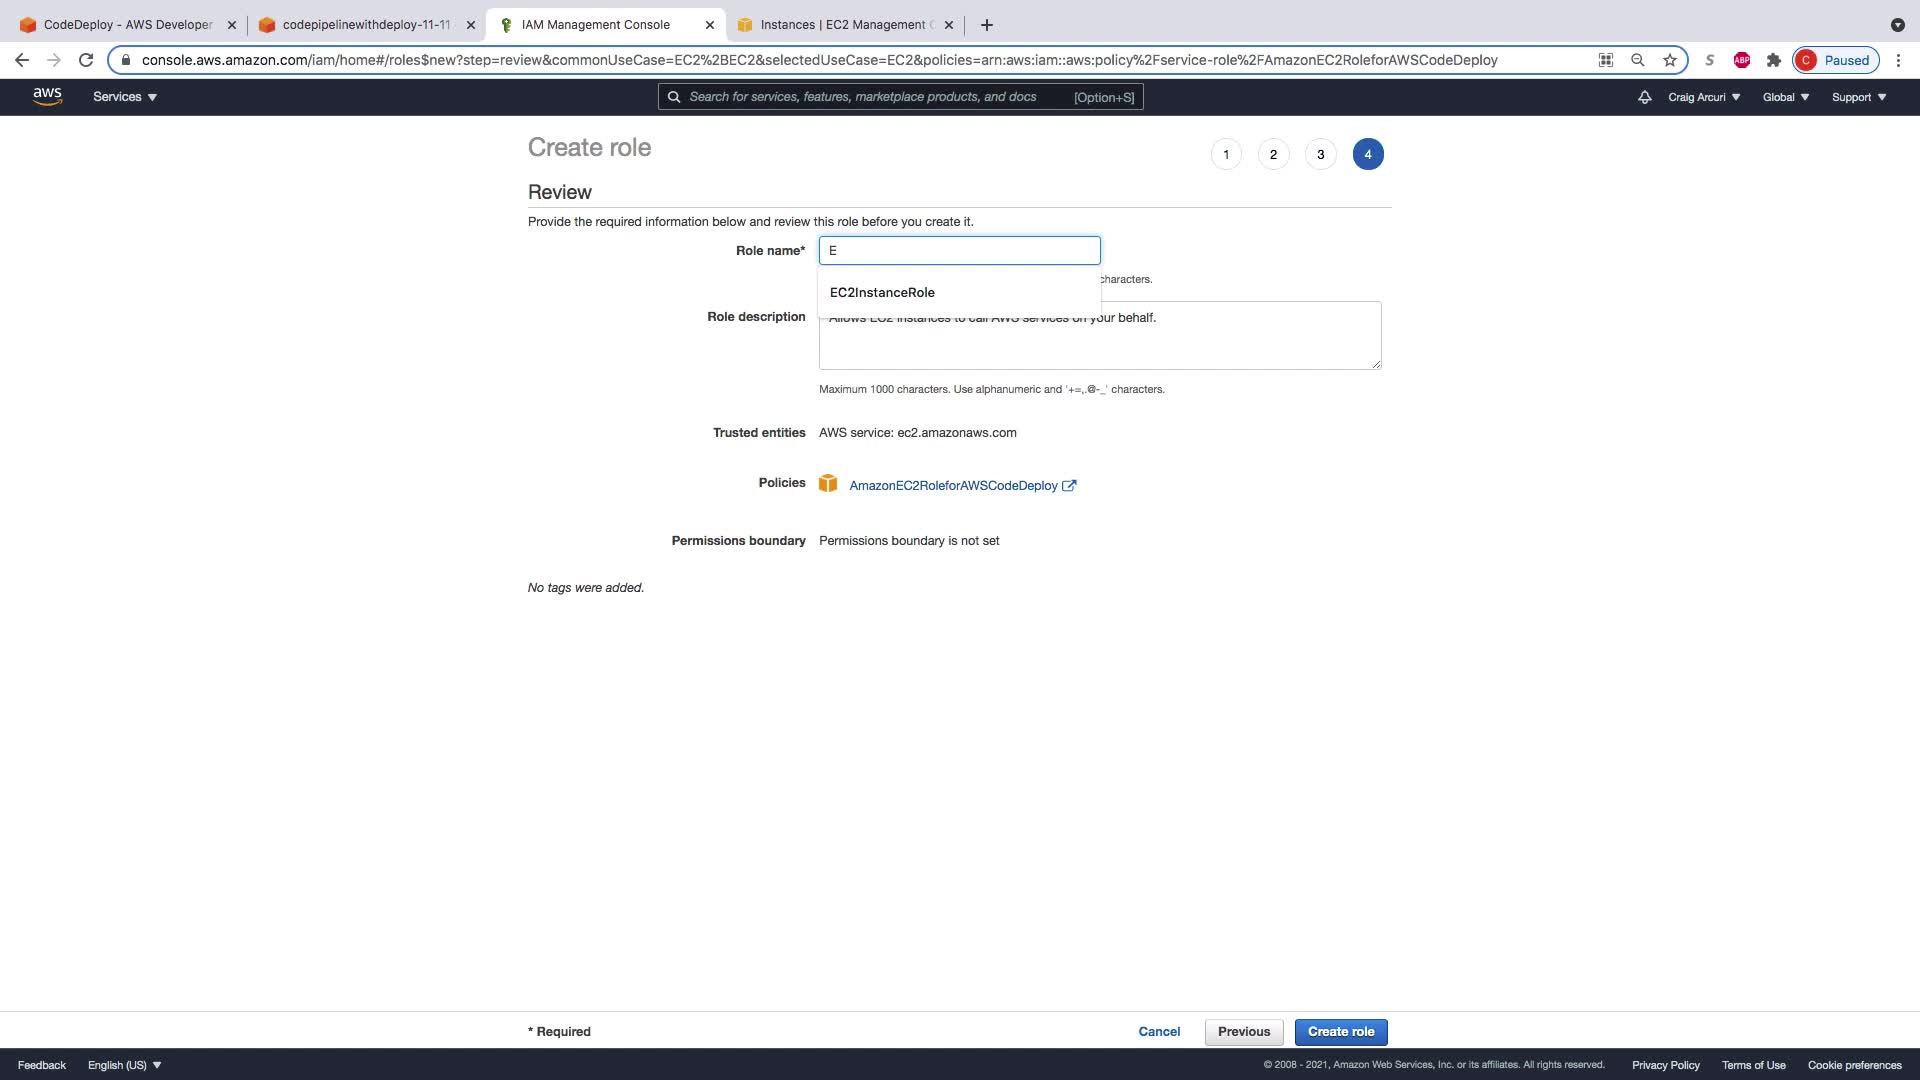 CodeDeploy - AWS Developer
codepipelinewithdeploy-11-11
IAM Management Console
Instances | EC2 Management C
console.aws.amazon.com/iam/home#/roles$new?step=review&commonUseCase=EC2%2BEC2&selectedUseCase=EC2&policies=arn:aws:iam::aws:policy%2Fservice-role%2FAmazonEC2RoleforAWSCodeDeploy
S
ABP
C Paused
aws
Services
Search for services, features, marketplace products, and docs [Option+S]
Craig Arcuri
Global
Support
Create role
1 2 3 4
Review
Provide the required information below and review this role before you create it.
Role name* E
characters.
EC2InstanceRole
Role description Allows EC2 instances to call AWS services on your behalf.
Maximum 1000 characters. Use alphanumeric and '+=,.@-_' characters.
Trusted entities AWS service: ec2.amazonaws.com
Policies AmazonEC2RoleforAWSCodeDeploy
Permissions boundary Permissions boundary is not set
No tags were added.
* Required
Cancel
Previous
Create role
Feedback
English (US)
© 2008 - 2021, Amazon Web Services, Inc. or its affiliates. All rights reserved.
Privacy Policy
Terms of Use
Cookie preferences